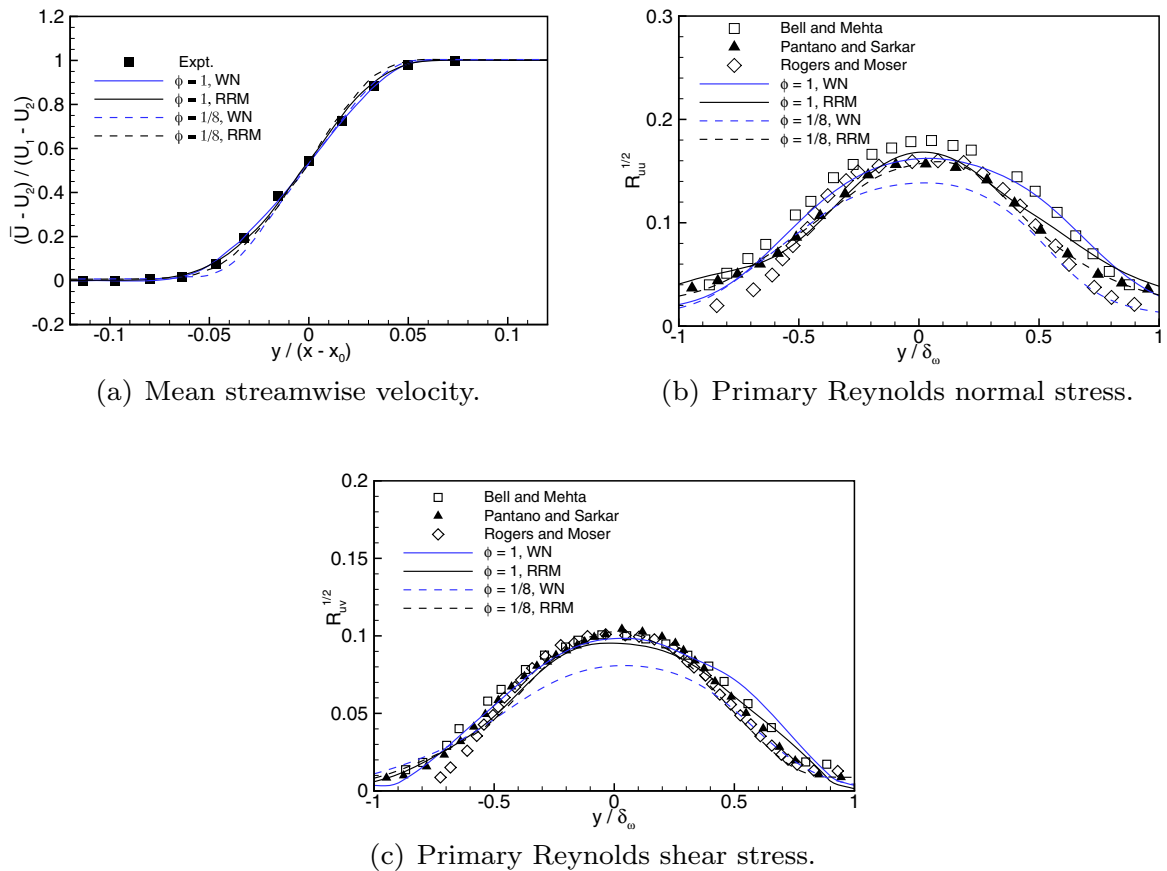 1.2
1
0.8
0.6
0.4
0.2
0
-0.2
(U̅ - U₂) / (U₁ - U₂)
Expt.
ϕ = 1, WN
ϕ = 1, RRM
ϕ = 1/8, WN
ϕ = 1/8, RRM
-0.1 -0.05 0 0.05 0.1
y / (x - x₀)
(a) Mean streamwise velocity.
0.3
0.2
0.1
0
R_uu^1/2
Bell and Mehta
Pantano and Sarkar
Rogers and Moser
ϕ = 1, WN
ϕ = 1, RRM
ϕ = 1/8, WN
ϕ = 1/8, RRM
-1 -0.5 0 0.5 1
y / δ_ω
(b) Primary Reynolds normal stress.
0.2
0.15
0.1
0.05
0
R_uv^1/2
Bell and Mehta
Pantano and Sarkar
Rogers and Moser
ϕ = 1, WN
ϕ = 1, RRM
ϕ = 1/8, WN
ϕ = 1/8, RRM
-1 -0.5 0 0.5 1
y / δ_ω
(c) Primary Reynolds shear stress.